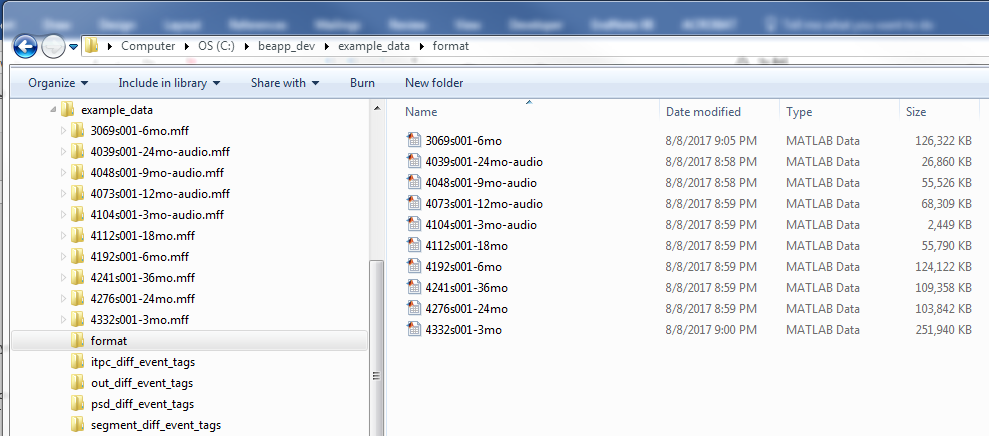 Draw Design Layout References Mailings Review View Developer EndNote X8 ACROBAT Tell me what you want to do
Computer OS (C:) beapp_dev example_data format
Organize Include in library Share with Burn New folder
example_data
3069s001-6mo.mff
4039s001-24mo-audio.mff
4048s001-9mo-audio.mff
4073s001-12mo-audio.mff
4104s001-3mo-audio.mff
4112s001-18mo.mff
4192s001-6mo.mff
4241s001-36mo.mff
4276s001-24mo.mff
4332s001-3mo.mff
format
itpc_diff_event_tags
out_diff_event_tags
psd_diff_event_tags
segment_diff_event_tags
Name Date modified Type Size
3069s001-6mo 8/8/2017 9:05 PM MATLAB Data 126,322 KB
4039s001-24mo-audio 8/8/2017 8:58 PM MATLAB Data 26,860 KB
4048s001-9mo-audio 8/8/2017 8:58 PM MATLAB Data 55,526 KB
4073s001-12mo-audio 8/8/2017 8:59 PM MATLAB Data 68,309 KB
4104s001-3mo-audio 8/8/2017 8:59 PM MATLAB Data 2,449 KB
4112s001-18mo 8/8/2017 8:59 PM MATLAB Data 55,790 KB
4192s001-6mo 8/8/2017 8:59 PM MATLAB Data 124,122 KB
4241s001-36mo 8/8/2017 8:59 PM MATLAB Data 109,358 KB
4276s001-24mo 8/8/2017 8:59 PM MATLAB Data 103,842 KB
4332s001-3mo 8/8/2017 9:00 PM MATLAB Data 251,940 KB